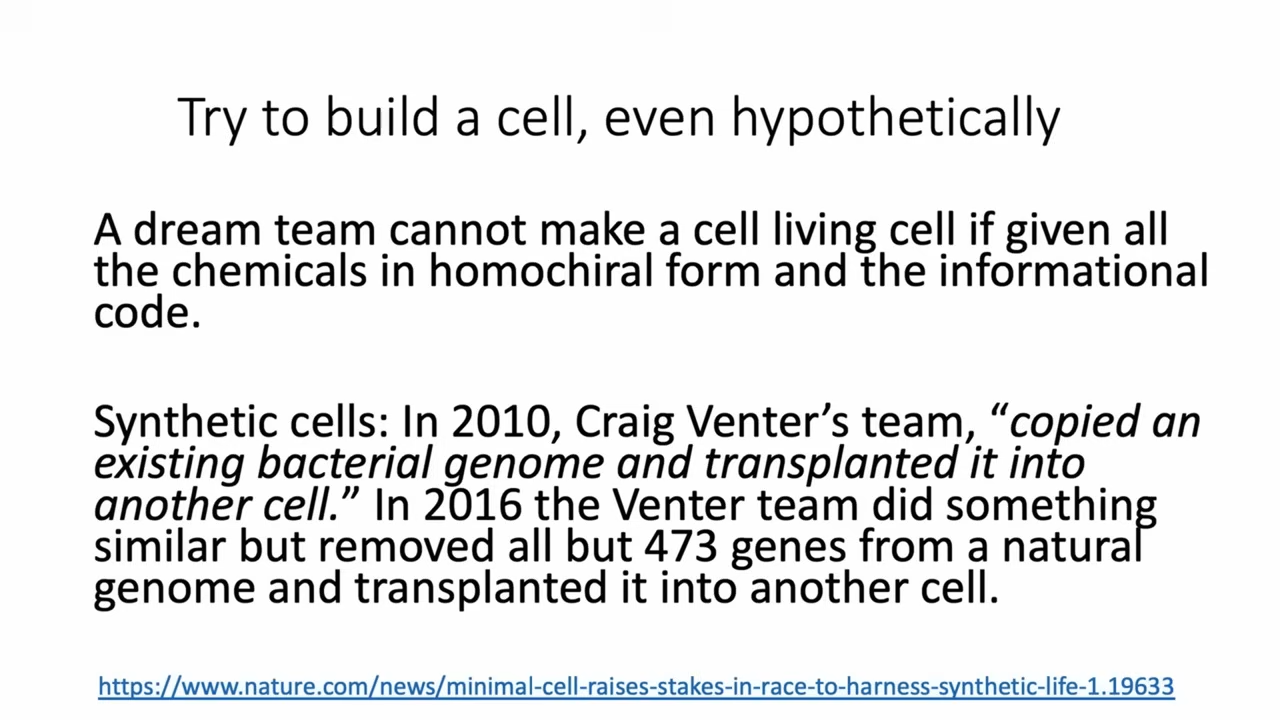 Try to build a cell, even hypothetically
A dream team cannot make a cell living cell if given all
the chemicals in homochiral form and the informational
code.
Synthetic cells: In 2010, Craig Venter’s team, “copied an
existing bacterial genome and transplanted it into
another cell.” In 2016 the Venter team did something
similar but removed all but 473 genes from a natural
genome and transplanted it into another cell.
https://www.nature.com/news/minimal-cell-raises-stakes-in-race-to-harness-synthetic-life-1.19633